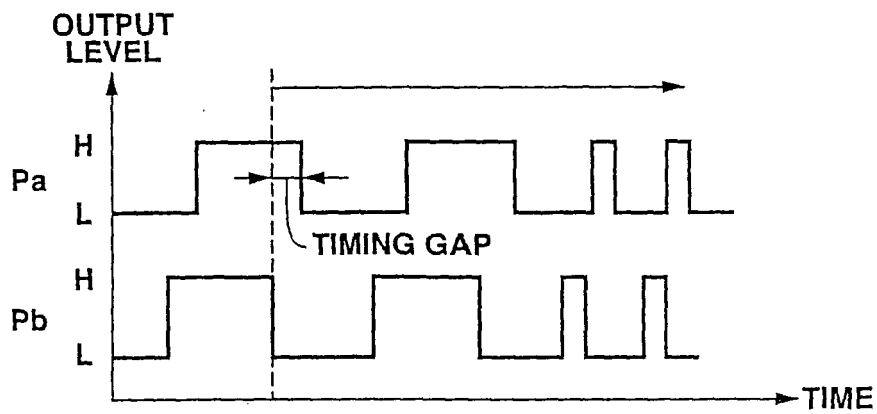 OUTPUT
LEVEL
H
Pa
L
TIMING GAP
H
Pb
L
TIME